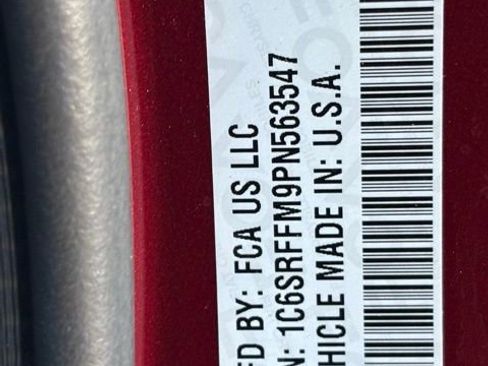 FD BY: FCA US LLC
N: 1C6SRFFM9PN563547
HICLE MADE IN: U.S.A.